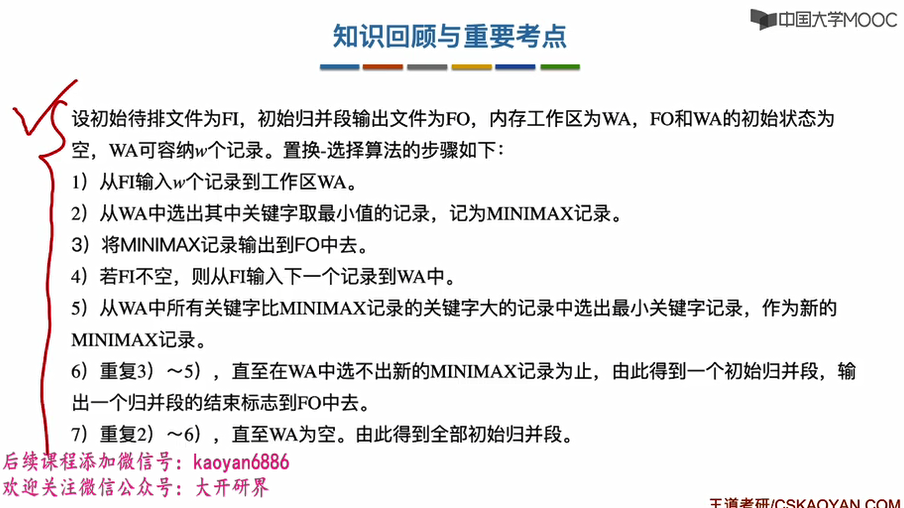 中国大学MOOC
知识回顾与重要考点
设初始待排文件为FI，初始归并段输出文件为FO，内存工作区为WA，FO和WA的初始状态为
空，WA可容纳w个记录。置换-选择算法的步骤如下：
1）从FI输入w个记录到工作区WA。
2）从WA中选出其中关键字取最小值的记录，记为MINIMAX记录。
3）将MINIMAX记录输出到FO中去。
4）若FI不空，则从FI输入下一个记录到WA中。
5）从WA中所有关键字比MINIMAX记录的关键字大的记录中选出最小关键字记录，作为新的
MINIMAX记录。
6）重复3）～5），直至在WA中选不出新的MINIMAX记录为止，由此得到一个初始归并段，输
出一个归并段的结束标志到FO中去。
7）重复2）～6），直至WA为空。由此得到全部初始归并段。
后续课程添加微信号：kaoyan6886
欢迎关注微信公众号：大开研界
王道考研/CSKAOYAN.COM